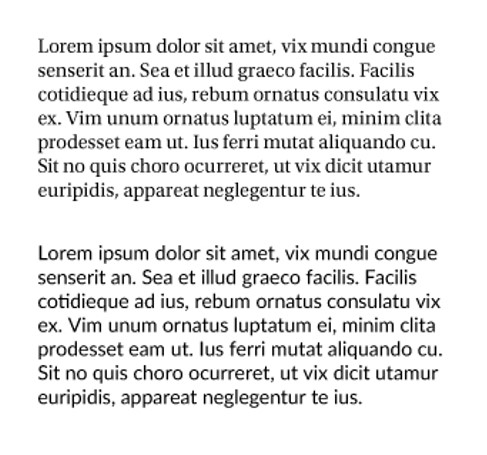 Lorem ipsum dolor sit amet, vix mundi congue
senserit an. Sea et illud graeco facilis. Facilis
cotidieque ad ius, rebum ornatus consulatu vix
ex. Vim unum ornatus luptatum ei, minim clita
prodesset eam ut. Ius ferri mutat aliquando cu.
Sit no quis choro ocurreret, ut vix dicit utamur
euripidis, appareat neglegentur te ius.
Lorem ipsum dolor sit amet, vix mundi congue
senserit an. Sea et illud graeco facilis. Facilis
cotidieque ad ius, rebum ornatus consulatu vix
ex. Vim unum ornatus luptatum ei, minim clita
prodesset eam ut. Ius ferri mutat aliquando cu.
Sit no quis choro ocurreret, ut vix dicit utamur
euripidis, appareat neglegentur te ius.